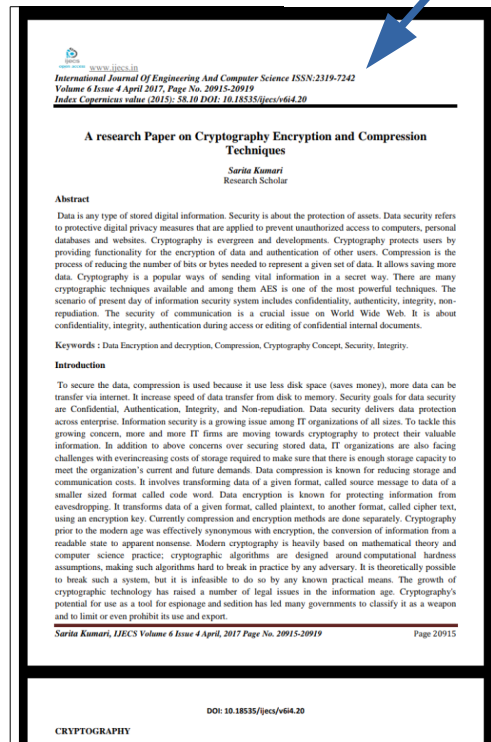 ijecs
www.ijecs.in
International Journal Of Engineering And Computer Science ISSN:2319-7242
Volume 6 Issue 4 April 2017, Page No. 20915-20919
Index Copernicus value (2015): 58.10 DOI: 10.18535/ijecs/v6i4.20
A research Paper on Cryptography Encryption and Compression
Techniques
Sarita Kumari
Research Scholar
Abstract
Data is any type of stored digital information. Security is about the protection of assets. Data security refers
to protective digital privacy measures that are applied to prevent unauthorized access to computers, personal
databases and websites. Cryptography is evergreen and developments. Cryptography protects users by
providing functionality for the encryption of data and authentication of other users. Compression is the
process of reducing the number of bits or bytes needed to represent a given set of data. It allows saving more
data. Cryptography is a popular ways of sending vital information in a secret way. There are many
cryptographic techniques available and among them AES is one of the most powerful techniques. The
scenario of present day of information security system includes confidentiality, authenticity, integrity, non-
repudiation. The security of communication is a crucial issue on World Wide Web. It is about
confidentiality, integrity, authentication during access or editing of confidential internal documents.
Keywords : Data Encryption and decryption, Compression, Cryptography Concept, Security, Integrity.
Introduction
To secure the data, compression is used because it use less disk space (saves money), more data can be
transfer via internet. It increase speed of data transfer from disk to memory. Security goals for data security
are Confidential, Authentication, Integrity, and Non-repudiation. Data security delivers data protection
across enterprise. Information security is a growing issue among IT organizations of all sizes. To tackle this
growing concern, more and more IT firms are moving towards cryptography to protect their valuable
information. In addition to above concerns over securing stored data, IT organizations are also facing
challenges with everincreasing costs of storage required to make sure that there is enough storage capacity to
meet the organization's current and future demands. Data compression is known for reducing storage and
communication costs. It involves transforming data of a given format, called source message to data of a
smaller sized format called code word. Data encryption is known for protecting information from
eavesdropping. It transforms data of a given format, called plaintext, to another format, called cipher text,
using an encryption key. Currently compression and encryption methods are done separately. Cryptography
prior to the modern age was effectively synonymous with encryption, the conversion of information from a
readable state to apparent nonsense. Modern cryptography is heavily based on mathematical theory and
computer science practice; cryptographic algorithms are designed around computational hardness
assumptions, making such algorithms hard to break in practice by any adversary. It is theoretically possible
to break such a system, but it is infeasible to do so by any known practical means. The growth of
cryptographic technology has raised a number of legal issues in the information age. Cryptography's
potential for use as a tool for espionage and sedition has led many governments to classify it as a weapon
and to limit or even prohibit its use and export.
Sarita Kumari, IJECS Volume 6 Issue 4 April, 2017 Page No. 20915-20919 Page 20915
DOI: 10.18535/ijecs/v6i4.20
CRYPTOGRAPHY